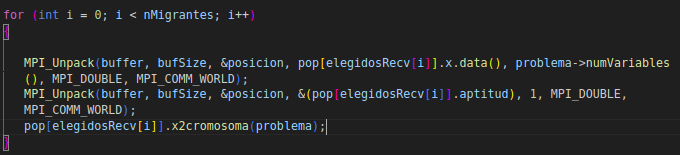 for (int i = 0; i < nMigrantes; i++)
{
MPI_Unpack(buffer, bufSize, &posicion, pop[elegidosRecv[i]].x.data(), problema->numVariables
(), MPI_DOUBLE, MPI_COMM_WORLD);
MPI_Unpack(buffer, bufSize, &posicion, &(pop[elegidosRecv[i]].aptitud), 1, MPI_DOUBLE,
MPI_COMM_WORLD);
pop[elegidosRecv[i]].x2cromosoma(problema);
}